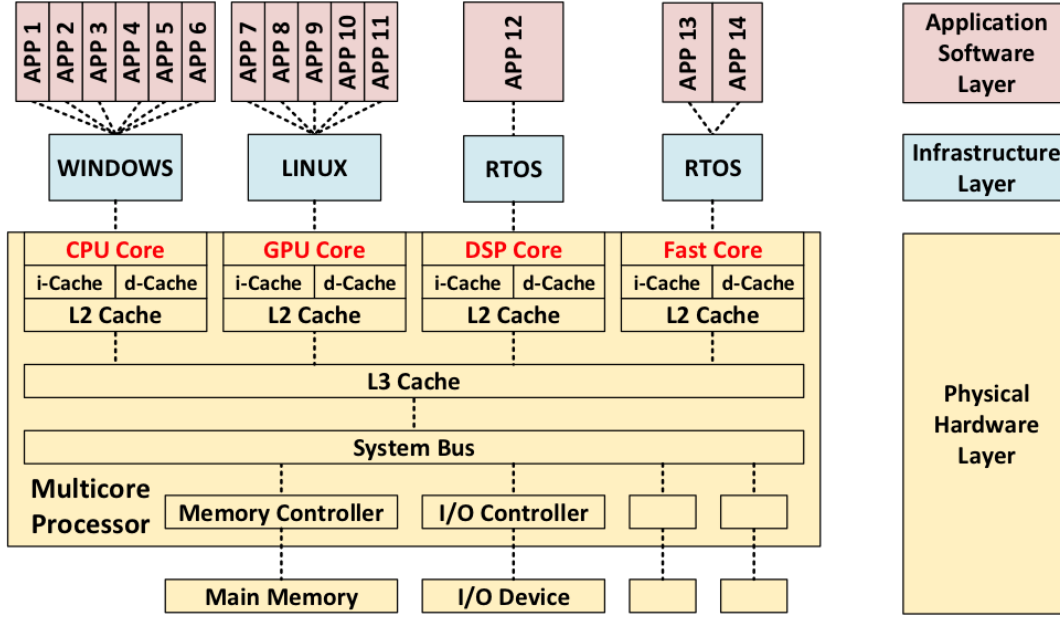 APP 1
APP 2
APP 3
APP 4
APP 5
APP 6
APP 7
APP 8
APP 9
APP 10
APP 11
APP 12
APP 13
APP 14
Application
Software
Layer
WINDOWS
LINUX
RTOS
RTOS
Infrastructure
Layer
CPU Core
GPU Core
DSP Core
Fast Core
i-Cache
d-Cache
i-Cache
d-Cache
i-Cache
d-Cache
i-Cache
d-Cache
L2 Cache
L2 Cache
L2 Cache
L2 Cache
L3 Cache
System Bus
Multicore
Processor
Memory Controller
I/O Controller
Main Memory
I/O Device
Physical
Hardware
Layer